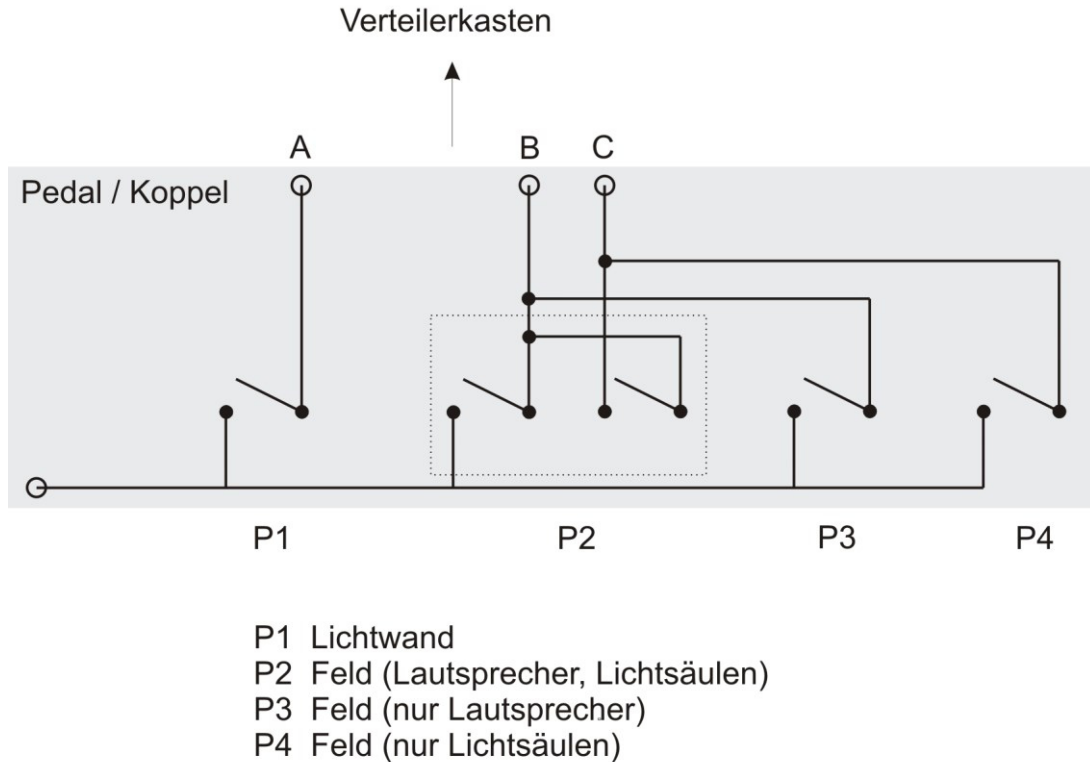 Verteilerkasten
A B C
Pedal / Koppel
P1 P2 P3 P4
P1 Lichtwand
P2 Feld (Lautsprecher, Lichtsäulen)
P3 Feld (nur Lautsprecher)
P4 Feld (nur Lichtsäulen)